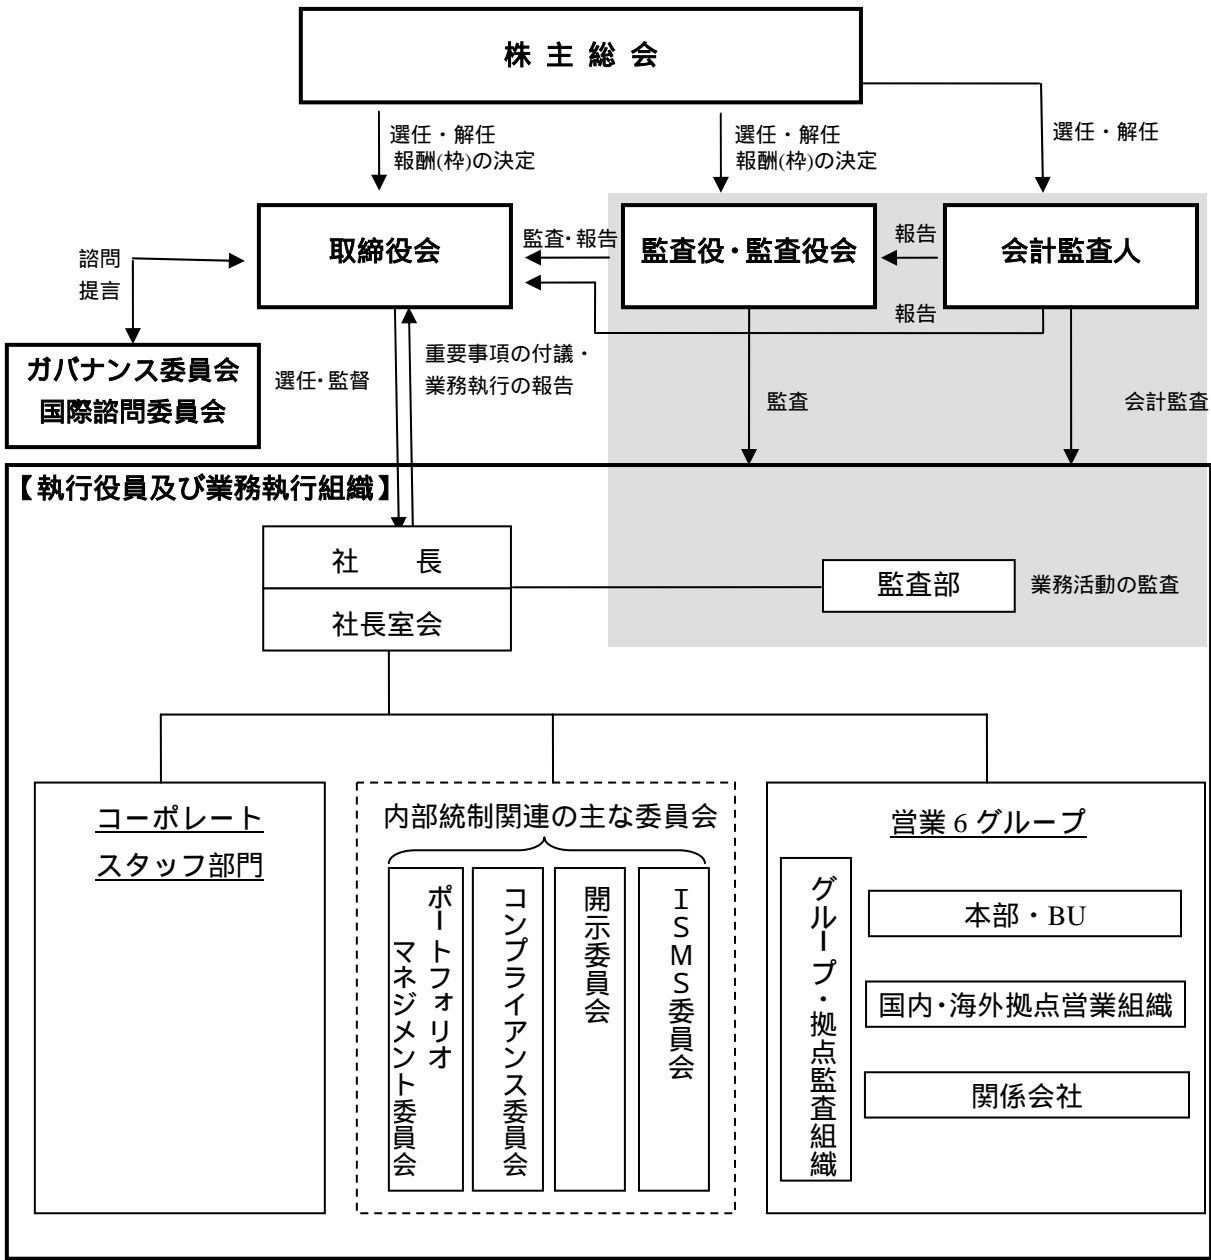 株 主 総 会
選任・解任
報酬(枠)の決定
選任・解任
報酬(枠)の決定
選任・解任
取締役会
監査・報告
監査役・監査役会
報告
会計監査人
諮問
提言
報告
ガバナンス委員会
国際諮問委員会
選任・監督
重要事項の付議・
業務執行の報告
監査
会計監査
【執行役員及び業務執行組織】
社　　長
社長室会
監査部
業務活動の監査
コーポレート
スタッフ部門
内部統制関連の主な委員会
ポートフォリオ
マネジメント委員会
コンプライアンス委員会
開示委員会
ＩＳＭＳ委員会
営業 6 グループ
グループ・拠点監査組織
本部・BU
国内・海外拠点営業組織
関係会社